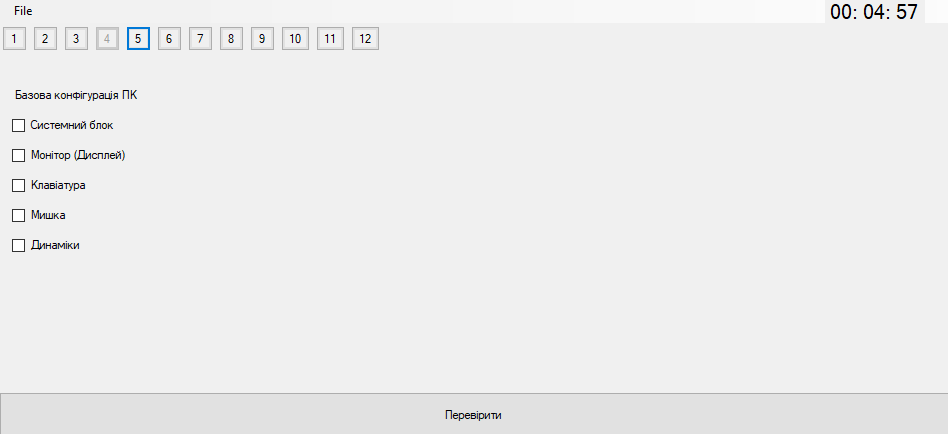 File 00: 04: 57
1 2 3 4 5 6 7 8 9 10 11 12
Базова конфігурація ПК
Системний блок
Монітор (Дисплей)
Клавіатура
Мишка
Динаміки
Перевірити